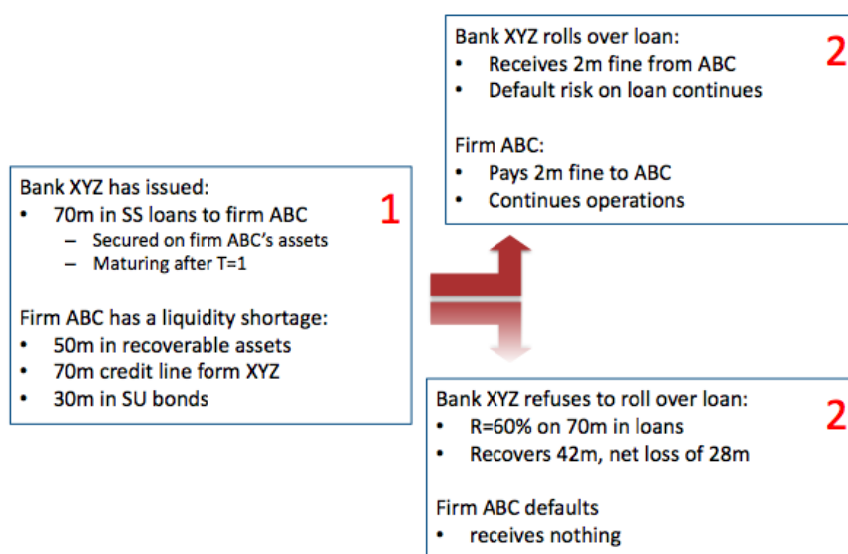 Bank XYZ has issued:
• 70m in SS loans to firm ABC
– Secured on firm ABC's assets
– Maturing after T=1
Firm ABC has a liquidity shortage:
• 50m in recoverable assets
• 70m credit line form XYZ
• 30m in SU bonds
1
Bank XYZ rolls over loan:
• Receives 2m fine from ABC
• Default risk on loan continues
Firm ABC:
• Pays 2m fine to ABC
• Continues operations
2
Bank XYZ refuses to roll over loan:
• R=60% on 70m in loans
• Recovers 42m, net loss of 28m
Firm ABC defaults
• receives nothing
2